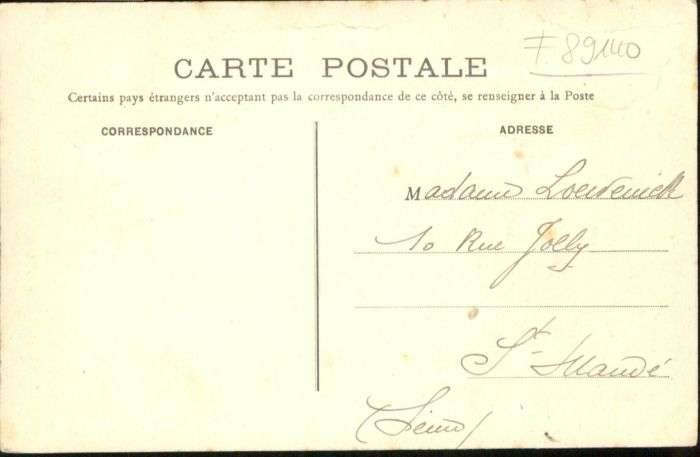 F. 89140
CARTE POSTALE
Certains pays étrangers n'acceptant pas la correspondance de ce côté, se renseigner à la Poste
CORRESPONDANCE
ADRESSE
Madame
10 Rue Jolly
St-Mandé
(Seine)